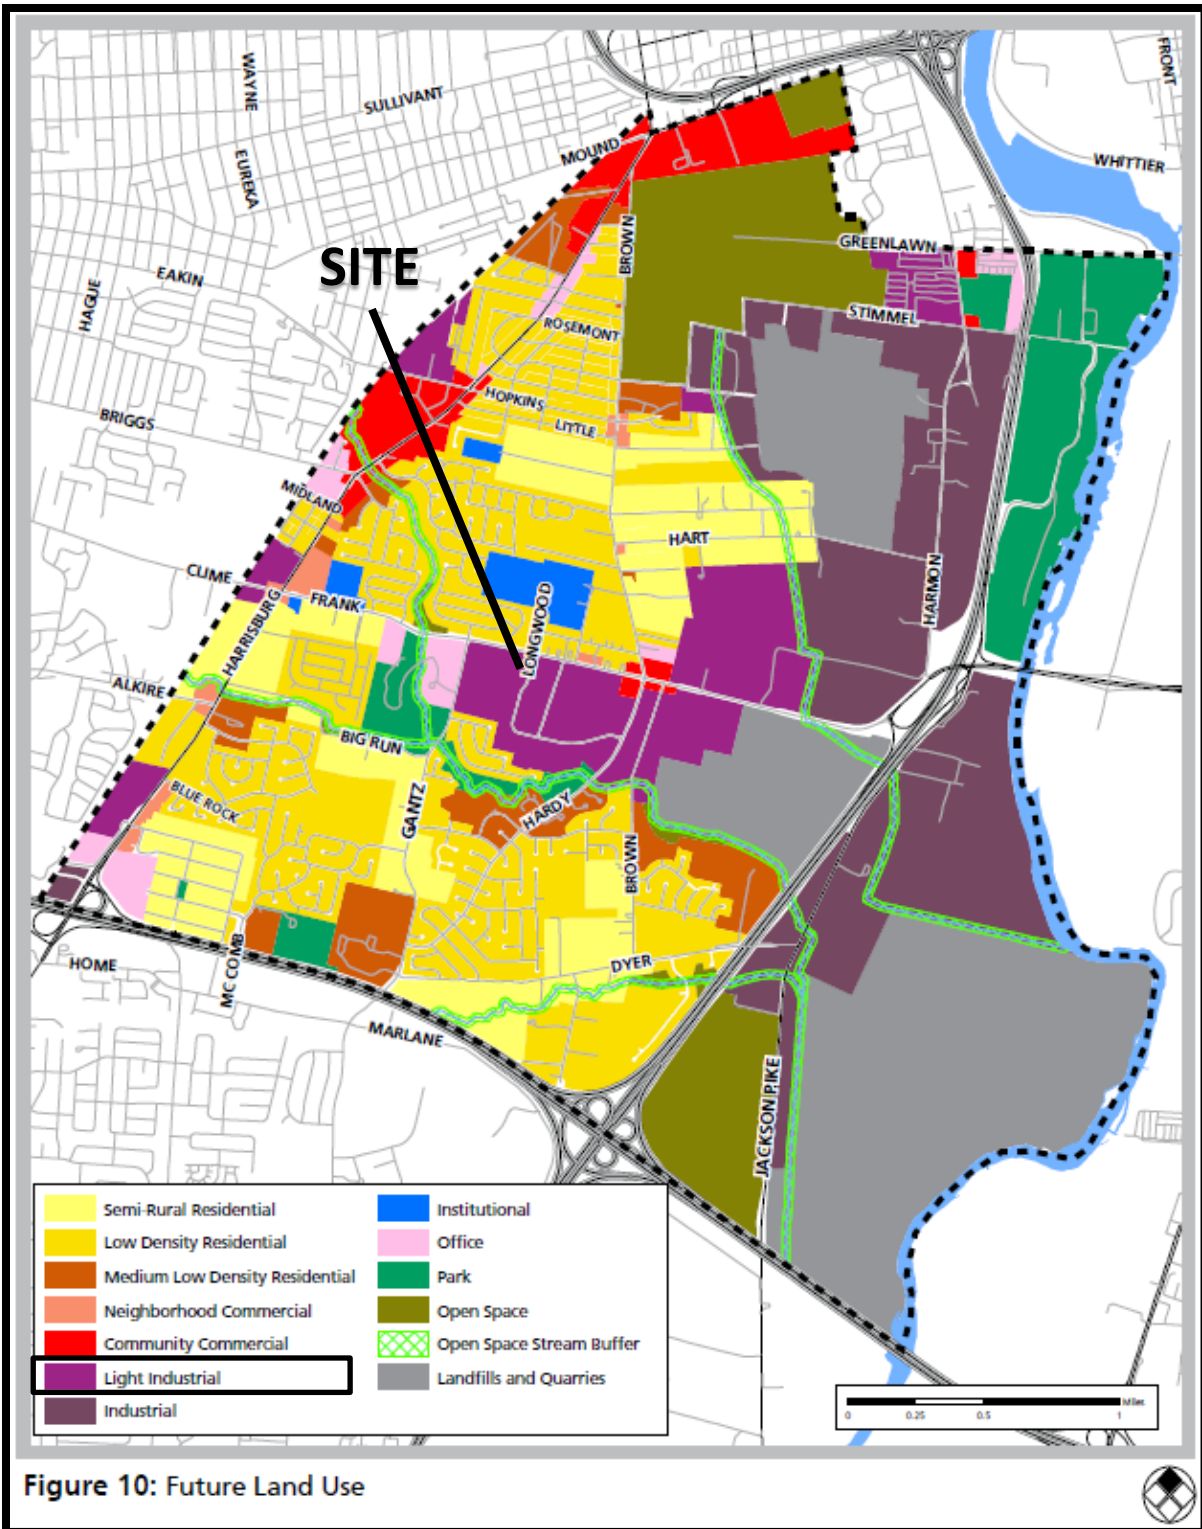 FRONT
WAYNE
SULLIVANT
MOUND
EUREKA
WHITTIER
BROWN
GREENLAWN
SITE
EAKIN
HAGUE
STIMMEL
ROSEMONT
HOPKINS
LITTLE
BRIGGS
MIDLAND
HART
HARMON
CLIME
FRANK
LONGWOOD
HARRISBURG
ALKIRE
BIG RUN
BLUE ROCK
GANTZ
HARDY
BROWN
HOME
MC COMB
DYER
MARLANE
JACKSON PIKE
Semi-Rural Residential
Low Density Residential
Medium Low Density Residential
Neighborhood Commercial
Community Commercial
Light Industrial
Industrial
Institutional
Office
Park
Open Space
Open Space Stream Buffer
Landfills and Quarries
Miles
0 0.25 0.5 1
Figure 10: Future Land Use